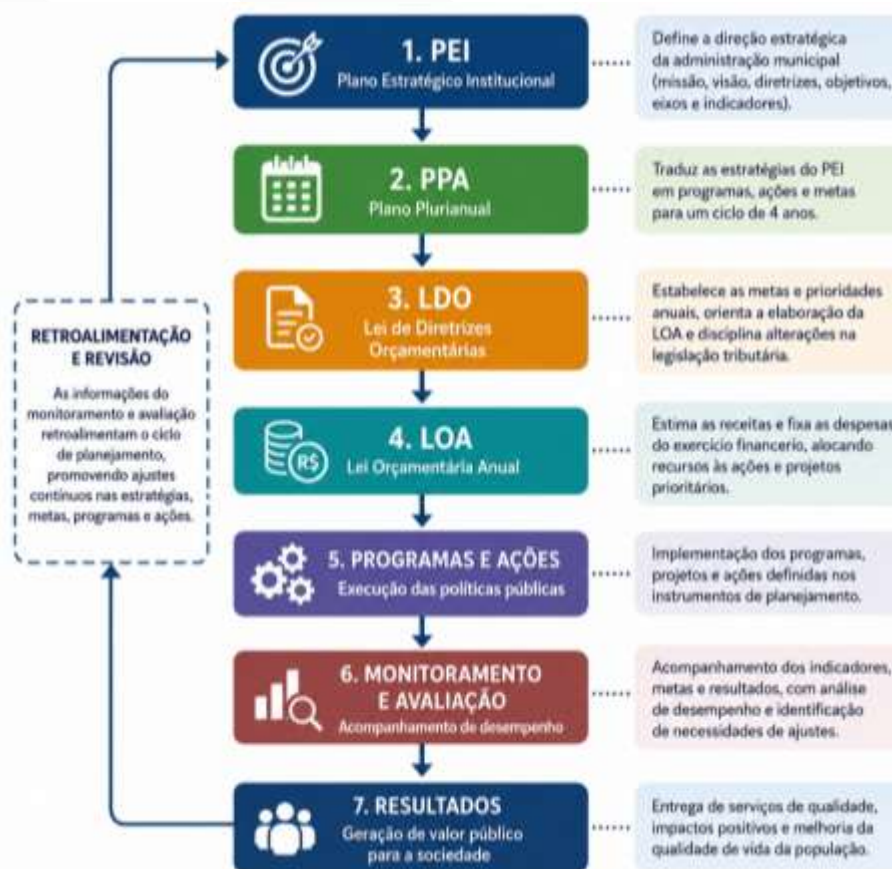 1. PEI
Plano Estratégico Institucional
Define a direção estratégica
da administração municipal
(missão, visão, diretrizes, objetivos,
eixos e indicadores).
2. PPA
Plano Plurianual
Traduz as estratégias do PEI
em programas, ações e metas
para um ciclo de 4 anos.
3. LDO
Lei de Diretrizes
Orçamentárias
Estabelece as metas e prioridades
anuais, orienta a elaboração da
LOA e disciplina alterações na
legislação tributária.
RETROALIMENTAÇÃO
E REVISÃO
As informações do
monitoramento e avaliação
retroalimentam o ciclo
de planejamento,
promovendo ajustes
contínuos nas estratégias,
metas, programas e ações.
4. LOA
Lei Orçamentária Anual
R$
Estima as receitas e fixa as despesas
do exercício financerio, alocando
recursos às ações e projetos
prioritários.
5. PROGRAMAS E AÇÕES
Execução das políticas públicas
Implementação dos programas,
projetos e ações definidas nos
instrumentos de planejamento.
6. MONITORAMENTO
E AVALIAÇÃO
Acompanhamento de desempenho
Acompanhamento dos indicadores,
metas e resultados, com análise
de desempenho e identificação
de necessidades de ajustes.
7. RESULTADOS
Geração de valor público
para a sociedade
Entrega de serviços de qualidade,
impactos positivos e melhoria da
qualidade de vida da população.